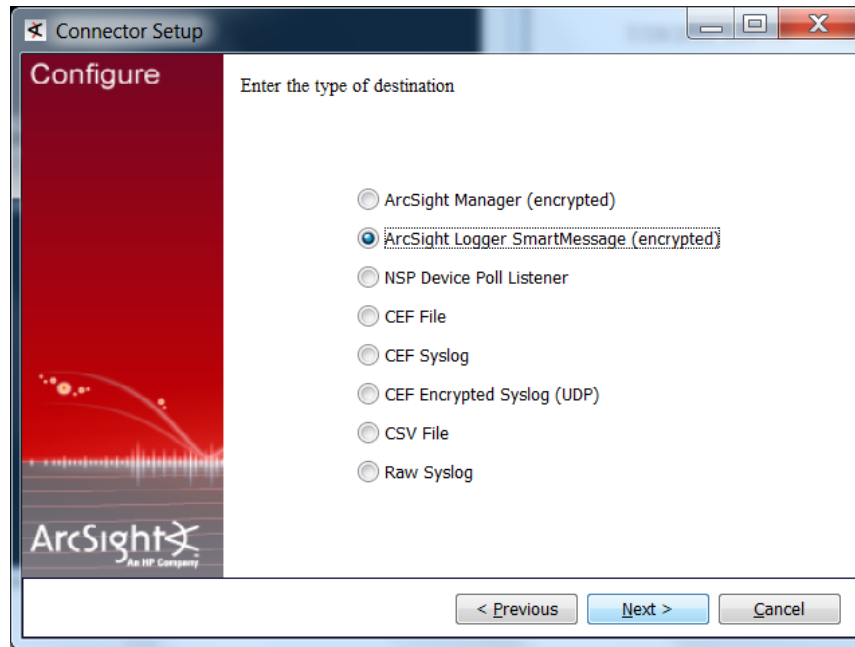 Connector Setup
Configure
Enter the type of destination
ArcSight Manager (encrypted)
ArcSight Logger SmartMessage (encrypted)
NSP Device Poll Listener
CEF File
CEF Syslog
CEF Encrypted Syslog (UDP)
CSV File
Raw Syslog
ArcSight
An HP Company
< Previous
Next >
Cancel